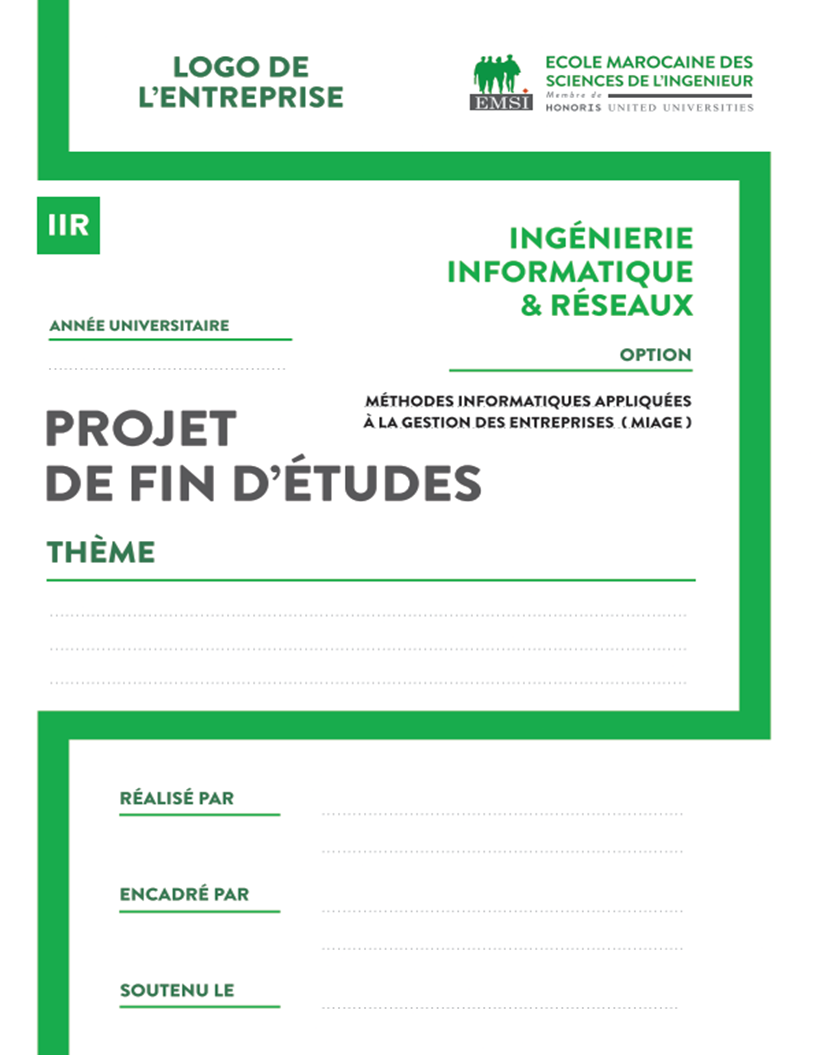 LOGO DE
L'ENTREPRISE
EMSI
ECOLE MAROCAINE DES
SCIENCES DE L'INGENIEUR
Membre de
HONORIS UNITED UNIVERSITIES
IIR
INGÉNIERIE
INFORMATIQUE
& RÉSEAUX
ANNÉE UNIVERSITAIRE
OPTION
MÉTHODES INFORMATIQUES APPLIQUÉES
À LA GESTION DES ENTREPRISES ( MIAGE )
PROJET
DE FIN D'ÉTUDES
THÈME
RÉALISÉ PAR
ENCADRÉ PAR
SOUTENU LE